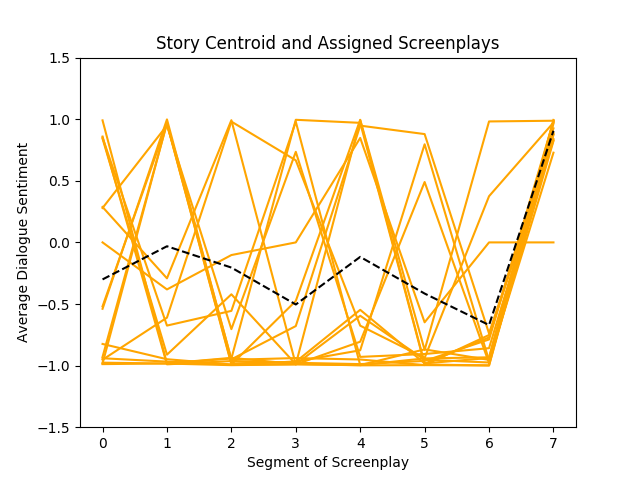 Story Centroid and Assigned Screenplays
1.5
1.0
0.5
0.0
−0.5
−1.0
−1.5
Average Dialogue Sentiment
0 1 2 3 4 5 6 7
Segment of Screenplay